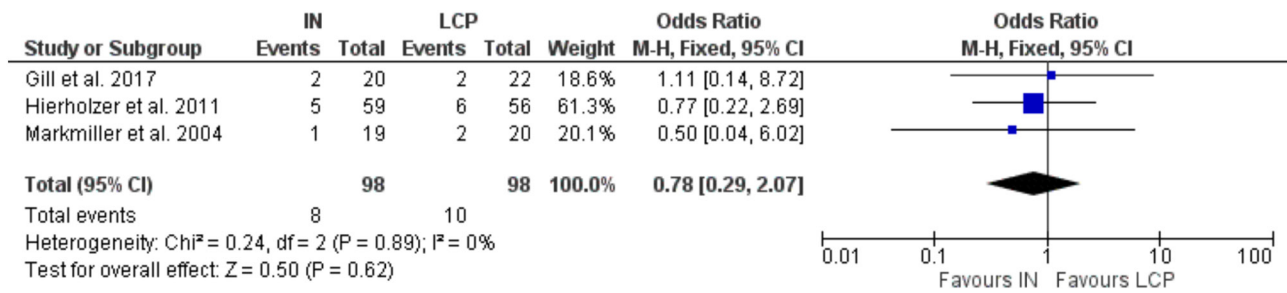 IN LCP Odds Ratio Odds Ratio
Study or Subgroup Events Total Events Total Weight M-H, Fixed, 95% CI M-H, Fixed, 95% CI
Gill et al. 2017 2 20 2 22 18.6% 1.11 [0.14, 8.72]
Hierholzer et al. 2011 5 59 6 56 61.3% 0.77 [0.22, 2.69]
Markmiller et al. 2004 1 19 2 20 20.1% 0.50 [0.04, 6.02]
Total (95% CI) 98 98 100.0% 0.78 [0.29, 2.07]
Total events 8 10
Heterogeneity: Chi² = 0.24, df = 2 (P = 0.89); I² = 0%
Test for overall effect: Z = 0.50 (P = 0.62)
0.01 0.1 1 10 100
Favours IN Favours LCP